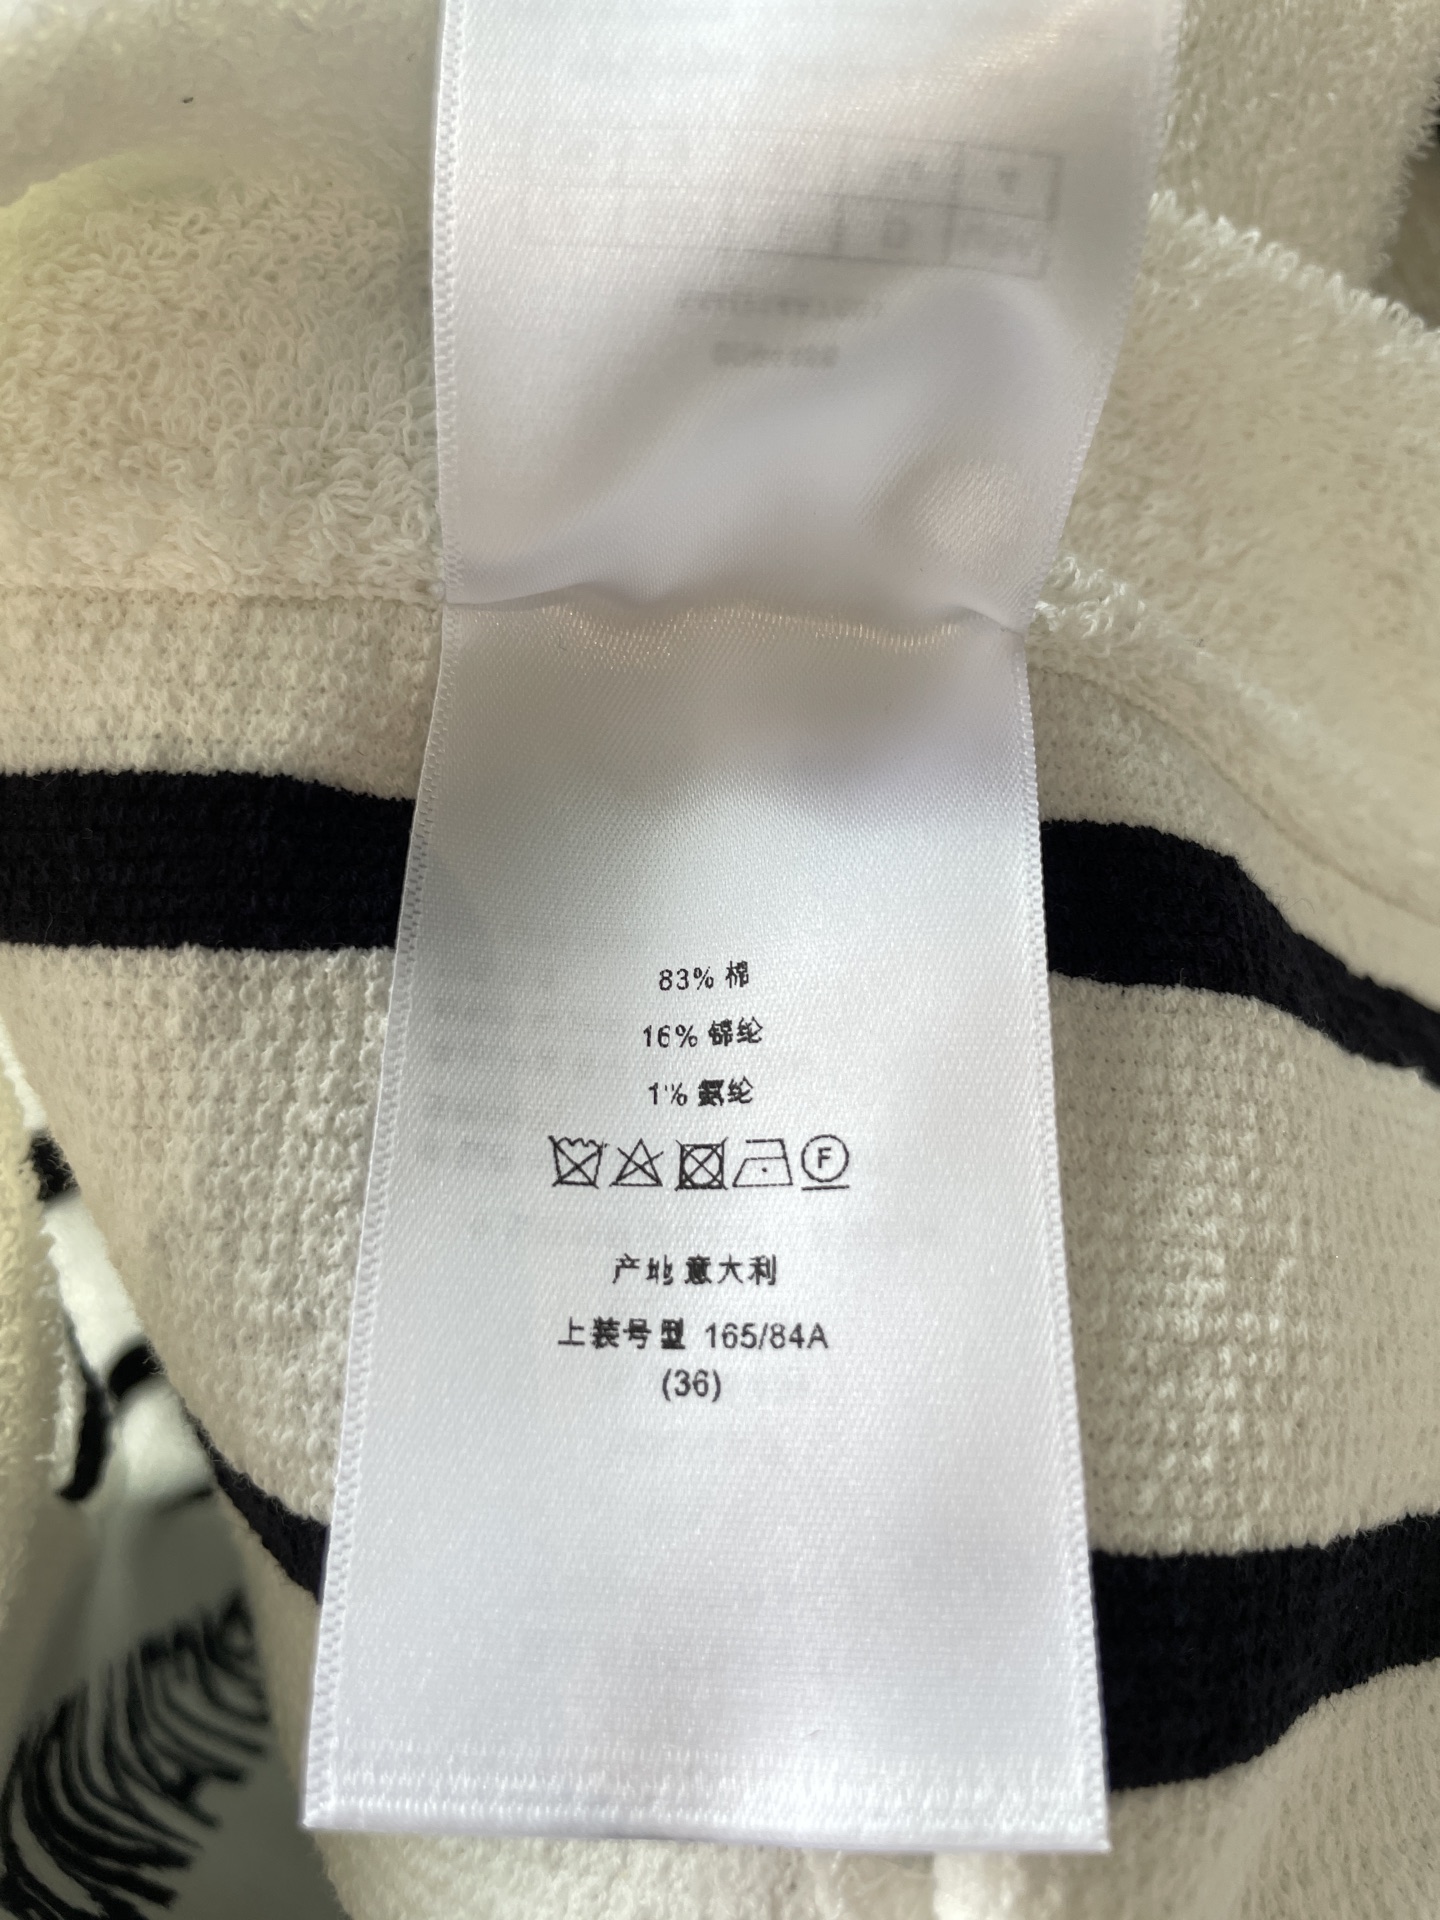 83% 棉
16% 锦纶
1% 氨纶
F
产地 意大利
上装号型 165/84A
(36)